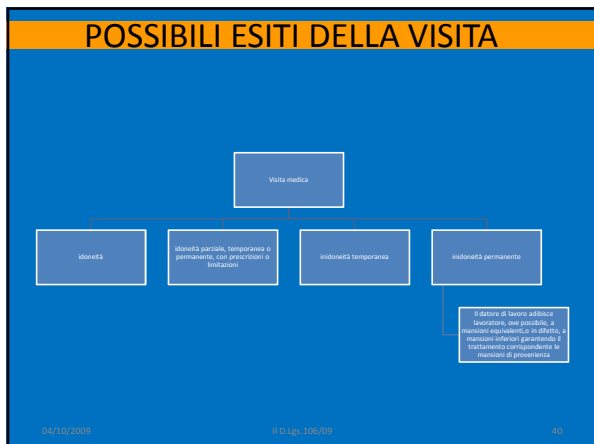 POSSIBILI ESITI DELLA VISITA
Visita medica
idoneità
idoneità parziale, temporanea o
permanente, con prescrizioni o
limitazioni
inidoneità temporanea
inidoneità permanente
Il datore di lavoro adibisce
lavoratore, ove possibile, a
mansioni equivalenti,o in difetto, a
mansioni inferiori garantendo il
trattamento corrispondente le
mansioni di provenienza
04/10/2009
Il D.Lgs.106/09
40